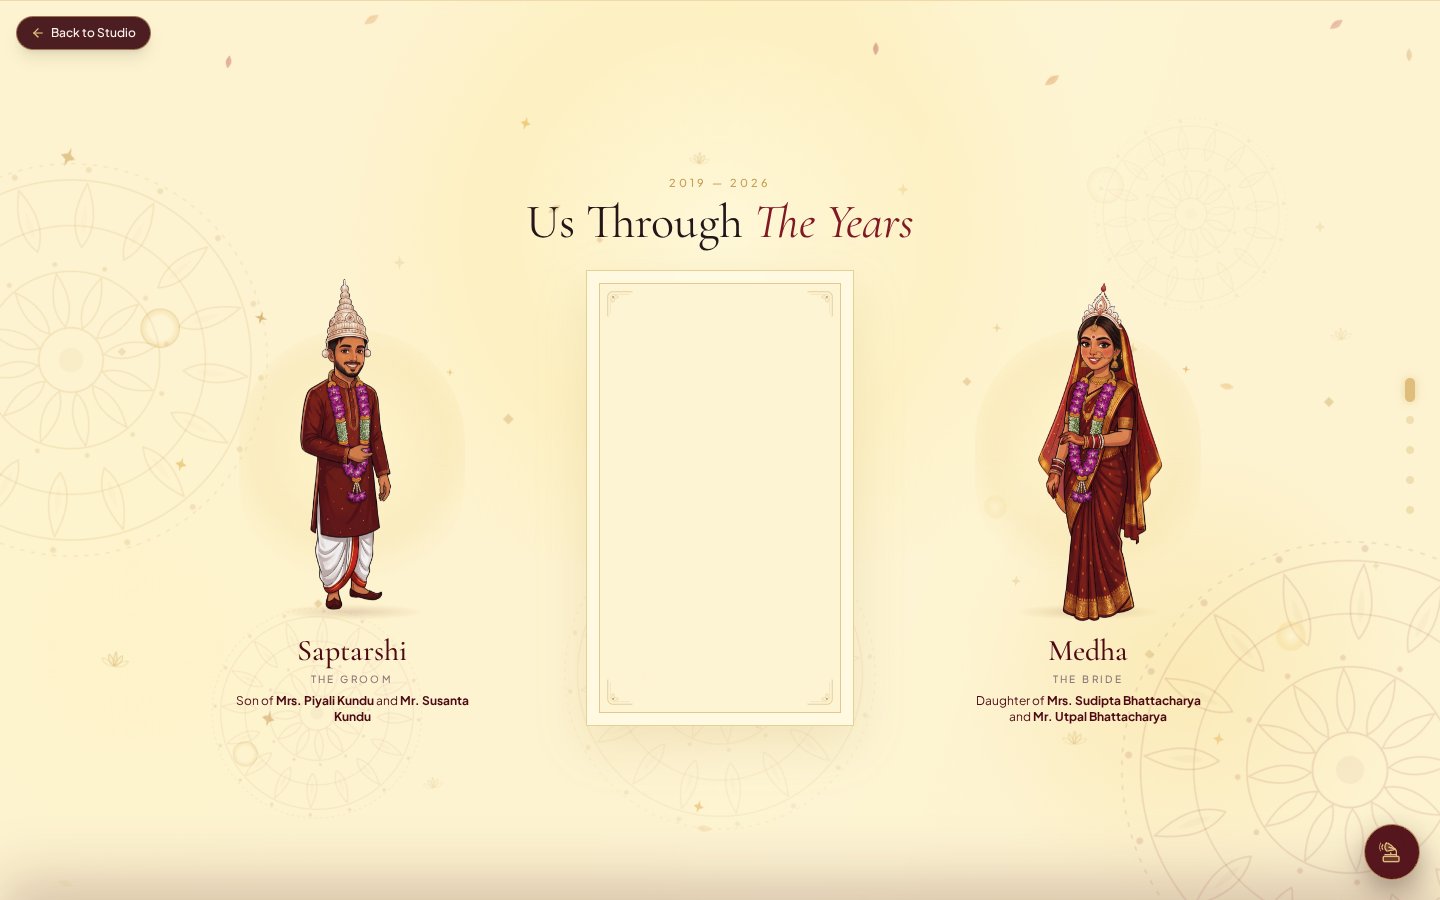 Back to Studio
2019 — 2026
Us Through The Years
Saptarshi
THE GROOM
Son of Mrs. Piyali Kundu and Mr. Susanta
Kundu
Medha
THE BRIDE
Daughter of Mrs. Sudipta Bhattacharya
and Mr. Utpal Bhattacharya